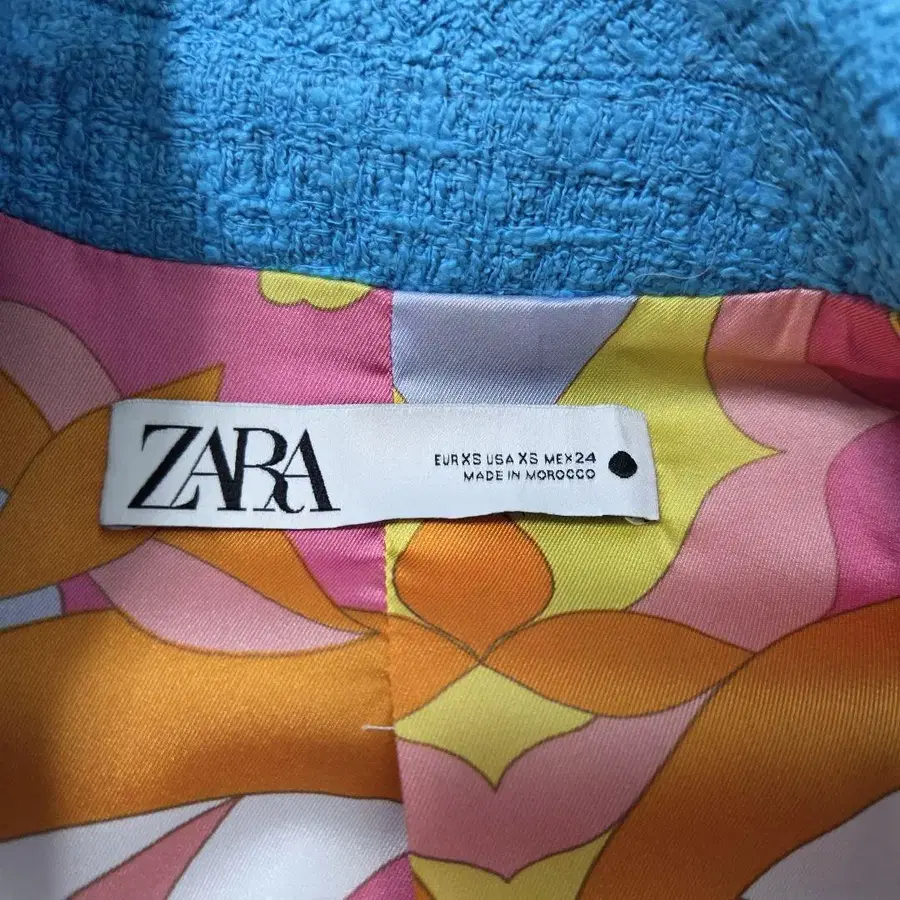 ZARA
EUR XS USA XS MEX 24
MADE IN MOROCCO